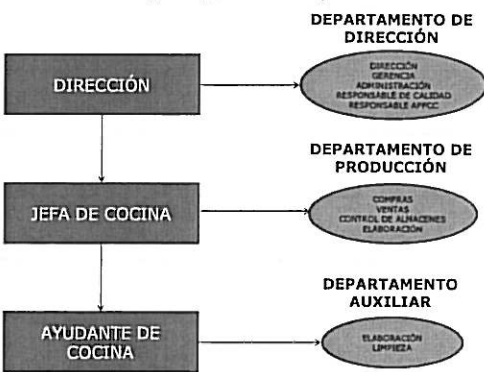 DEPARTAMENTO DE
DIRECCIÓN
DIRECCIÓN
DIRECCIÓN
GERENCIA
ADMINISTRACIÓN
RESPONSABLE DE CALIDAD
RESPONSABLE APPCC
DEPARTAMENTO DE
PRODUCCIÓN
JEFA DE COCINA
COMPRAS
VENTAS
CONTROL DE ALMACENES
ELABORACIÓN
DEPARTAMENTO
AUXILIAR
AYUDANTE DE
COCINA
ELABORACIÓN
LIMPIEZA